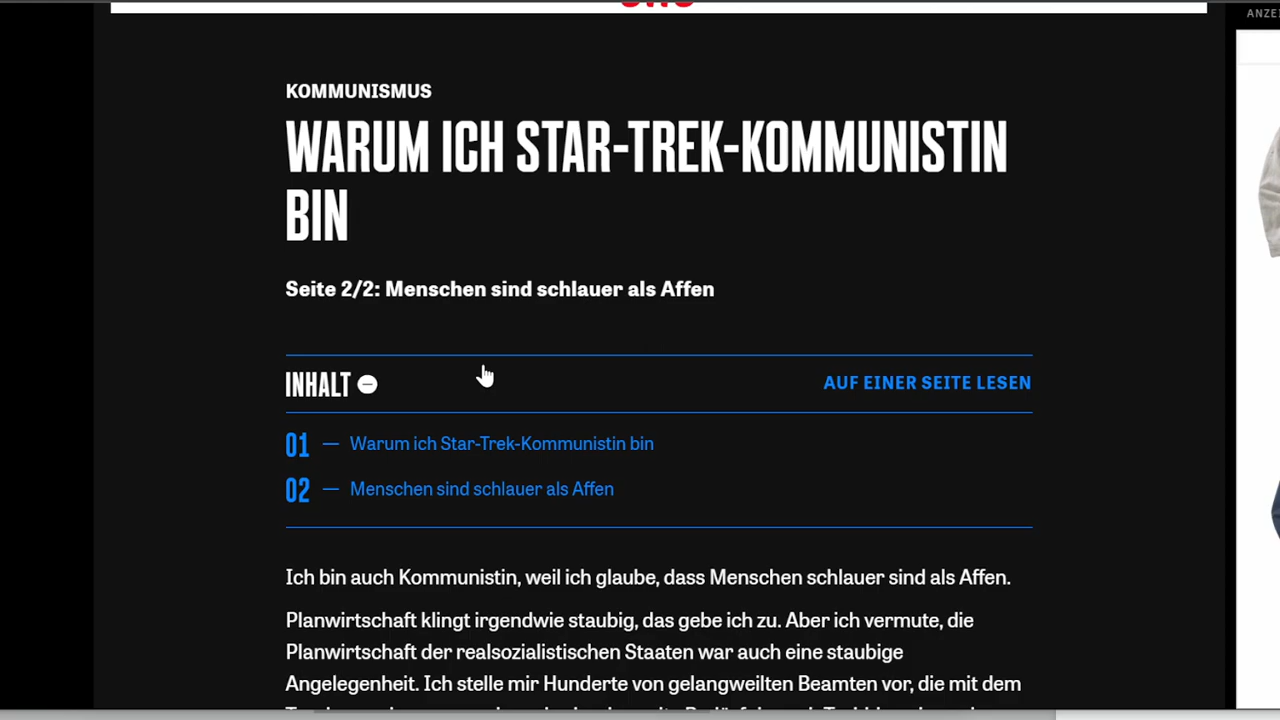 ANZEI
KOMMUNISMUS
WARUM ICH STAR-TREK-KOMMUNISTIN
BIN
Seite 2/2: Menschen sind schlauer als Affen
INHALT
AUF EINER SEITE LESEN
01 — Warum ich Star-Trek-Kommunistin bin
02 — Menschen sind schlauer als Affen
Ich bin auch Kommunistin, weil ich glaube, dass Menschen schlauer sind als Affen.
Planwirtschaft klingt irgendwie staubig, das gebe ich zu. Aber ich vermute, die
Planwirtschaft der realsozialistischen Staaten war auch eine staubige
Angelegenheit. Ich stelle mir Hunderte von gelangweilten Beamten vor, die mit dem